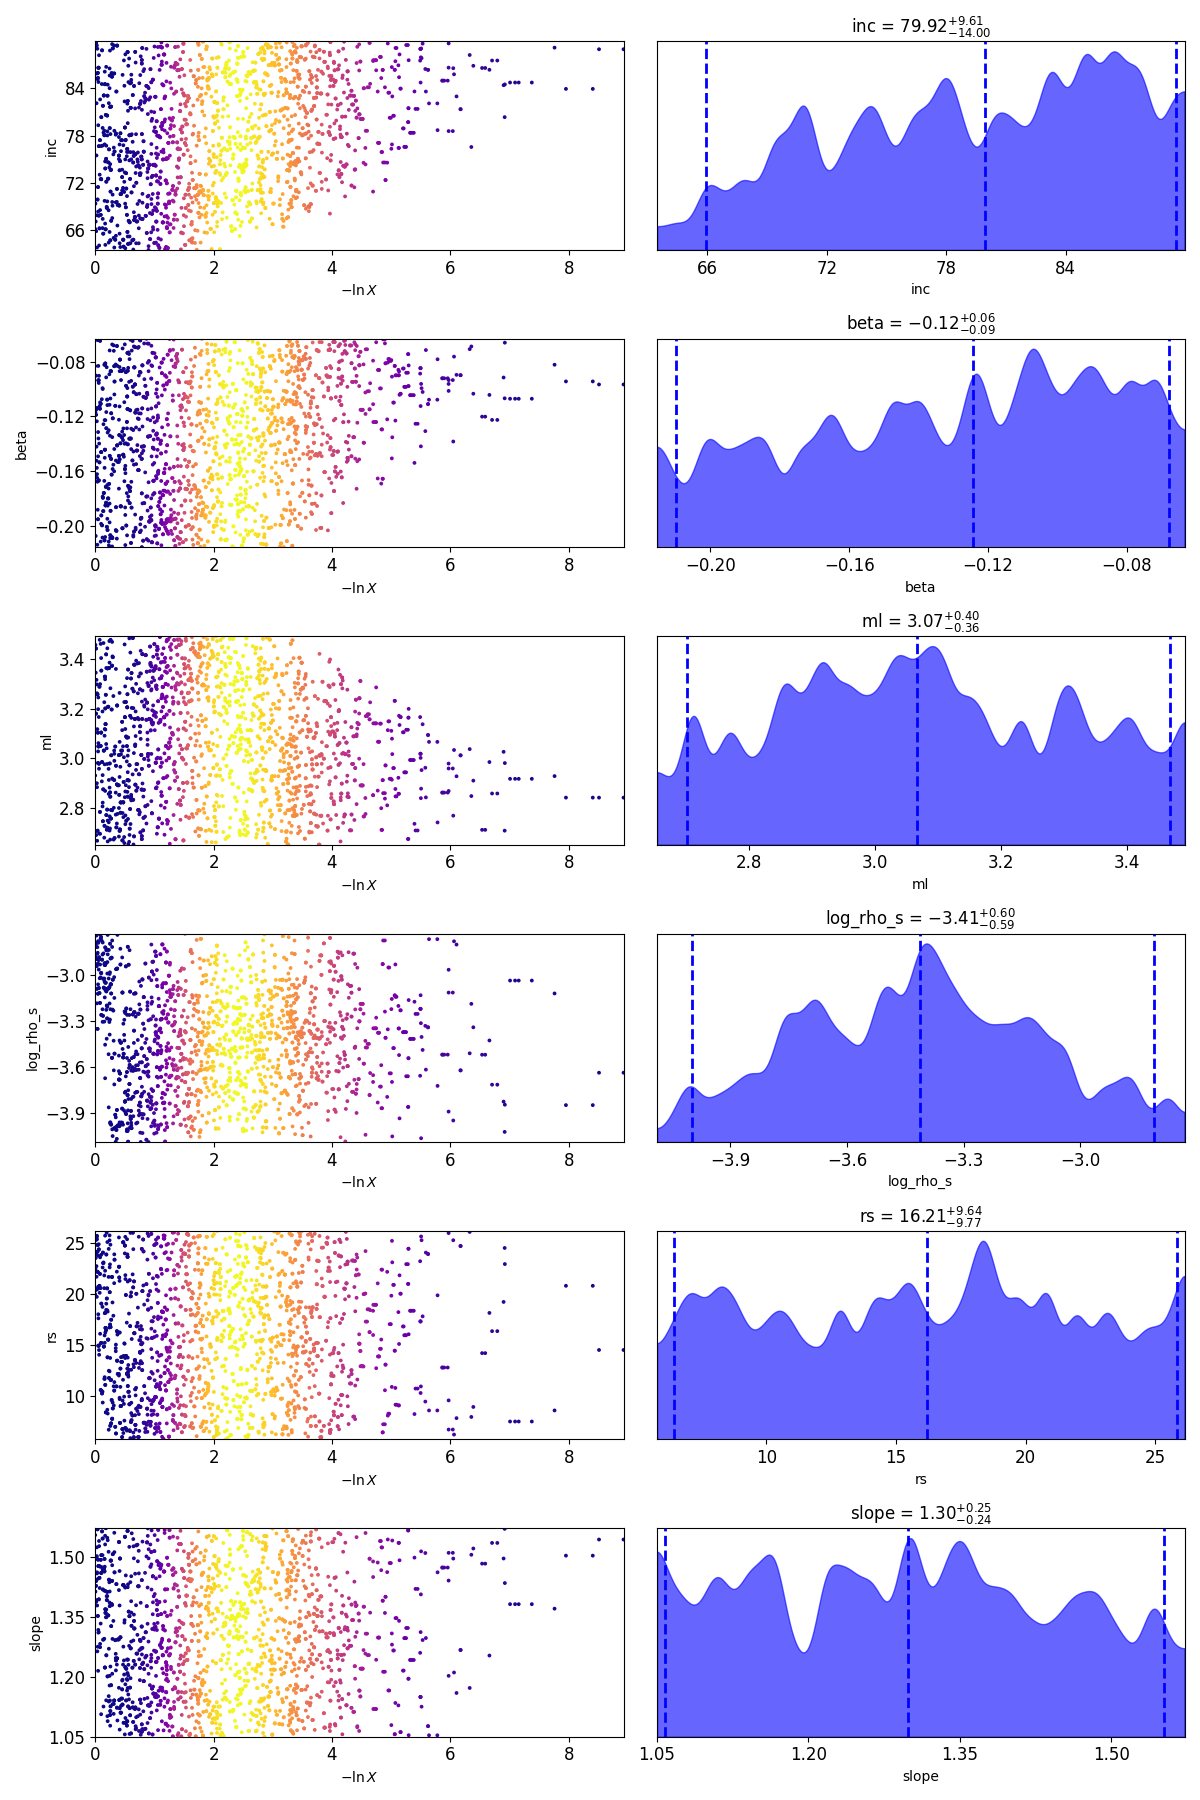 inc = 79.92+9.61−14.00
84
78
72
66
inc
0 2 4 6 8
−ln X
66 72 78 84
inc
beta = −0.12+0.06−0.09
−0.08
−0.12
−0.16
−0.20
beta
0 2 4 6 8
−ln X
−0.20 −0.16 −0.12 −0.08
beta
ml = 3.07+0.40−0.36
3.4
3.2
3.0
2.8
ml
0 2 4 6 8
−ln X
2.8 3.0 3.2 3.4
ml
log_rho_s = −3.41+0.60−0.59
−3.0
−3.3
−3.6
−3.9
log_rho_s
0 2 4 6 8
−ln X
−3.9 −3.6 −3.3 −3.0
log_rho_s
rs = 16.21+9.64−9.77
25
20
15
10
rs
0 2 4 6 8
−ln X
10 15 20 25
rs
slope = 1.30+0.25−0.24
1.50
1.35
1.20
1.05
slope
0 2 4 6 8
−ln X
1.05 1.20 1.35 1.50
slope